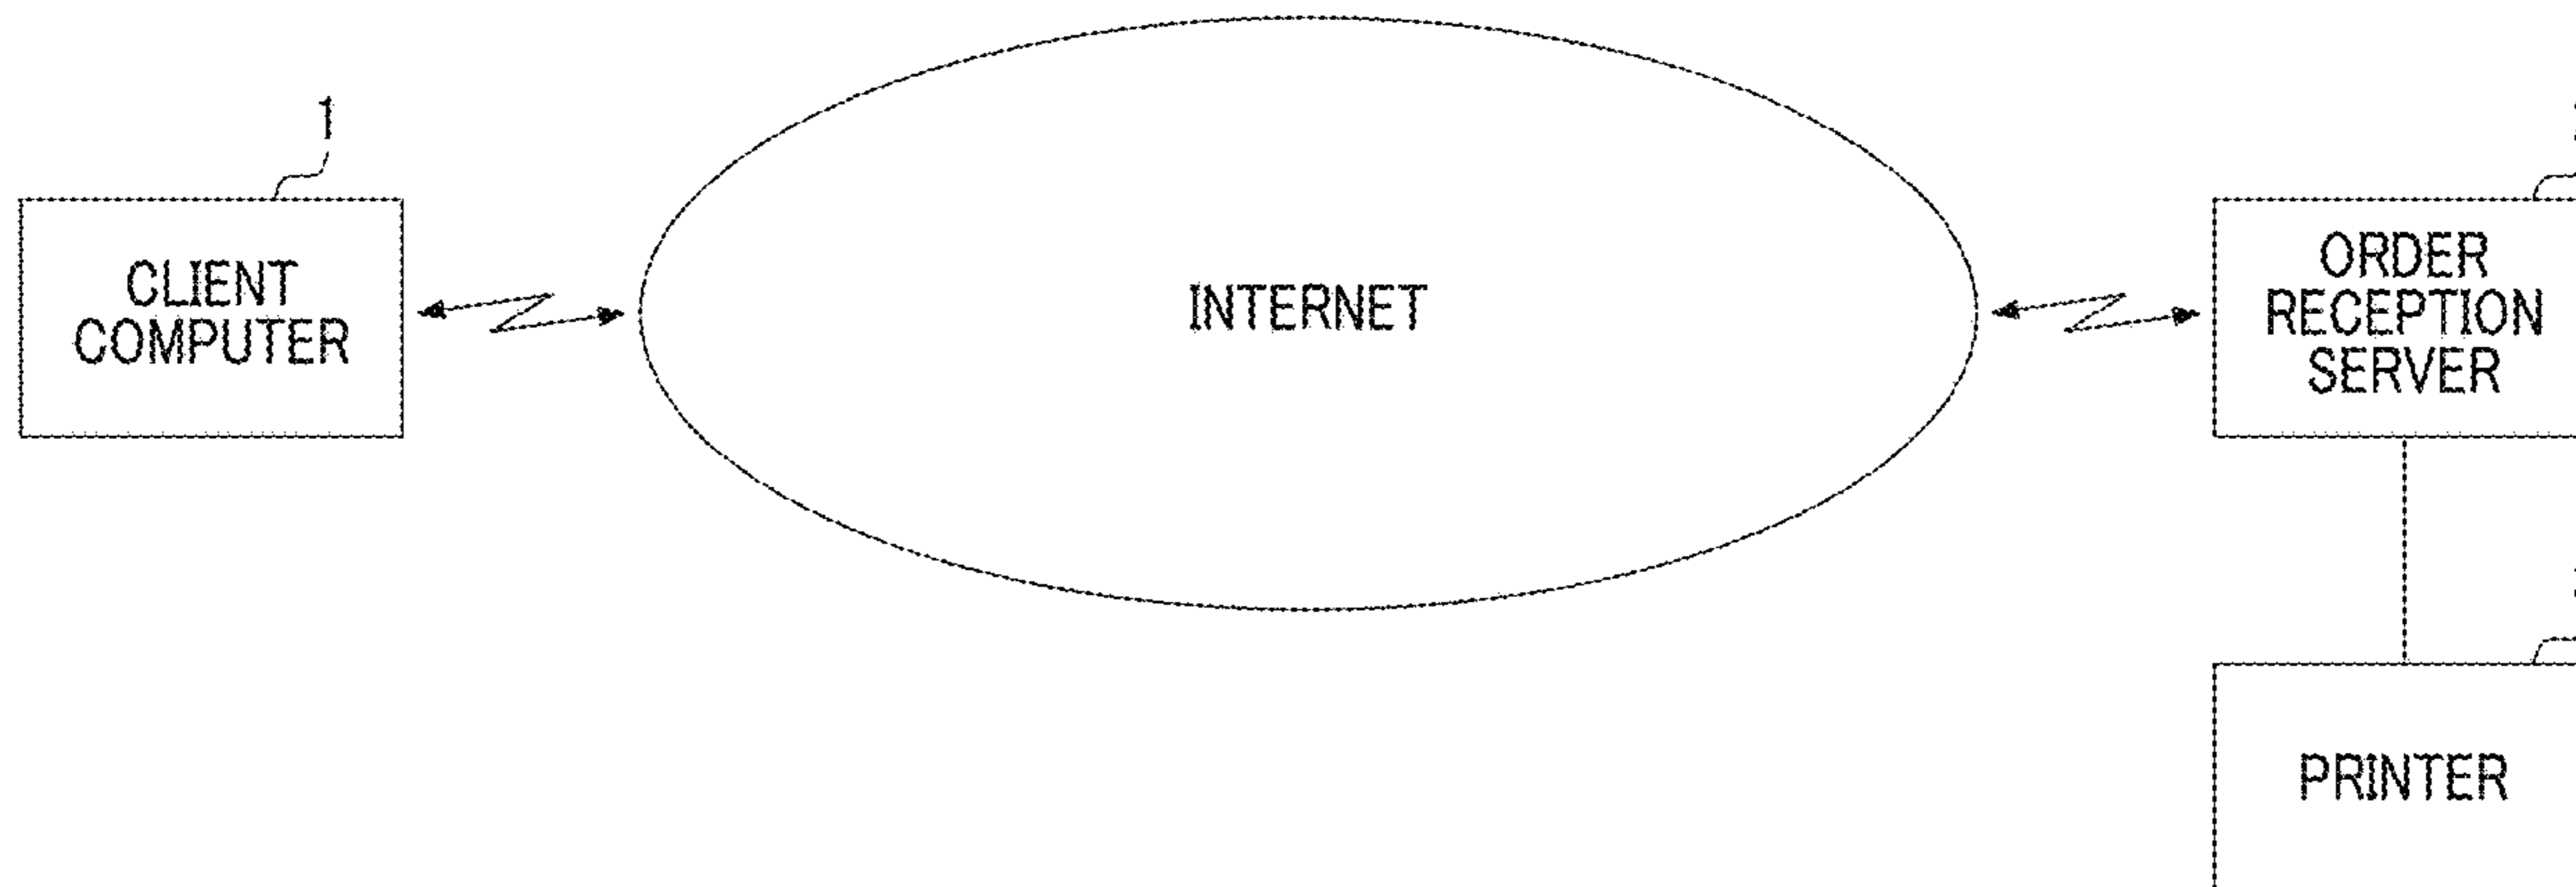 1
CLIENT
COMPUTER
INTERNET
ORDER
RECEPTION
SERVER
PRINTER